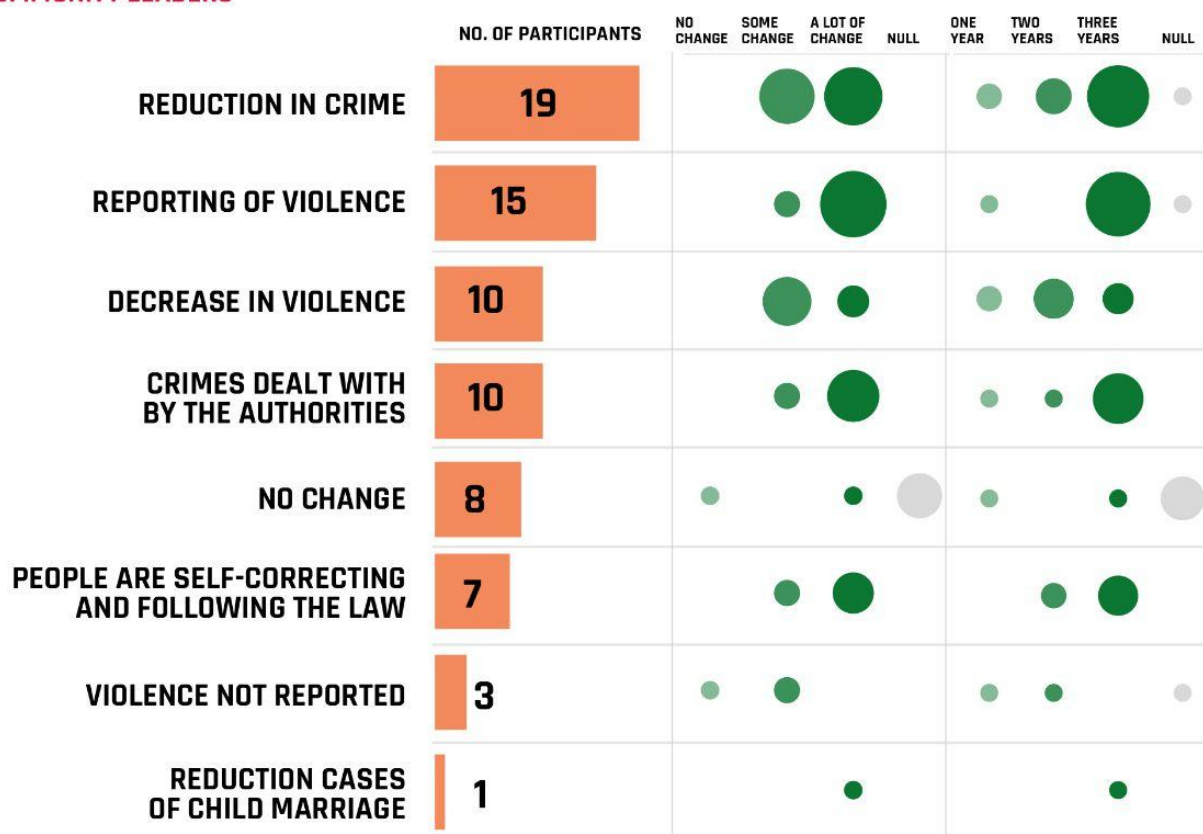 NO. OF PARTICIPANTS
NO
CHANGE
SOME
CHANGE
A LOT OF
CHANGE
NULL
ONE
YEAR
TWO
YEARS
THREE
YEARS
NULL
REDUCTION IN CRIME
19
REPORTING OF VIOLENCE
15
DECREASE IN VIOLENCE
10
CRIMES DEALT WITH
BY THE AUTHORITIES
10
NO CHANGE
8
PEOPLE ARE SELF-CORRECTING
AND FOLLOWING THE LAW
7
VIOLENCE NOT REPORTED
3
REDUCTION CASES
OF CHILD MARRIAGE
1